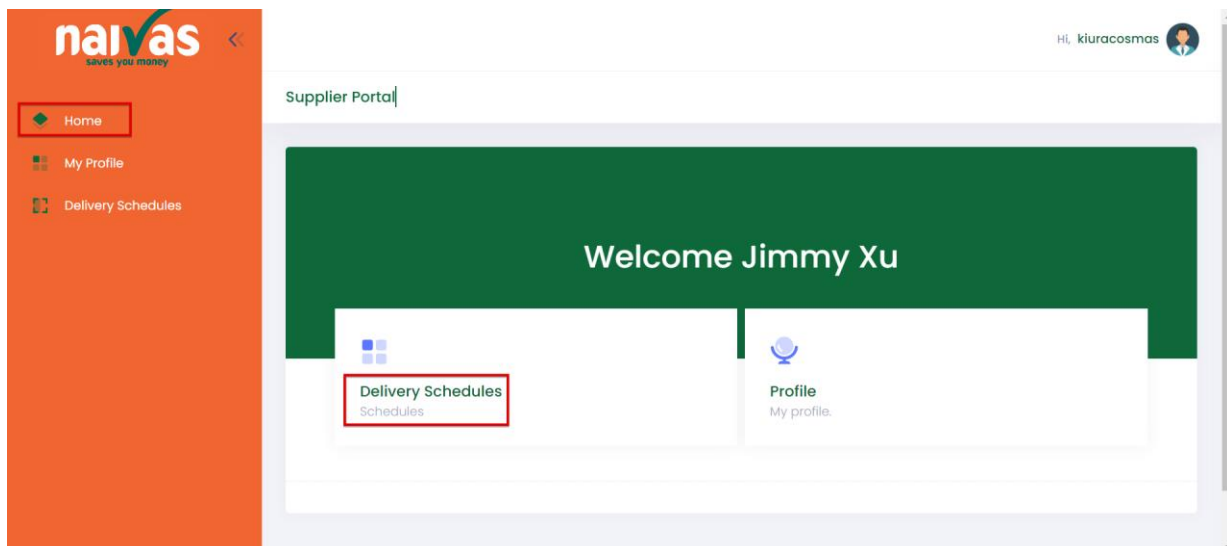 naivas
saves you money
Hi, kiuracosmas
Supplier Portal
Home
My Profile
Delivery Schedules
Welcome Jimmy Xu
Delivery Schedules
Schedules
Profile
My profile.